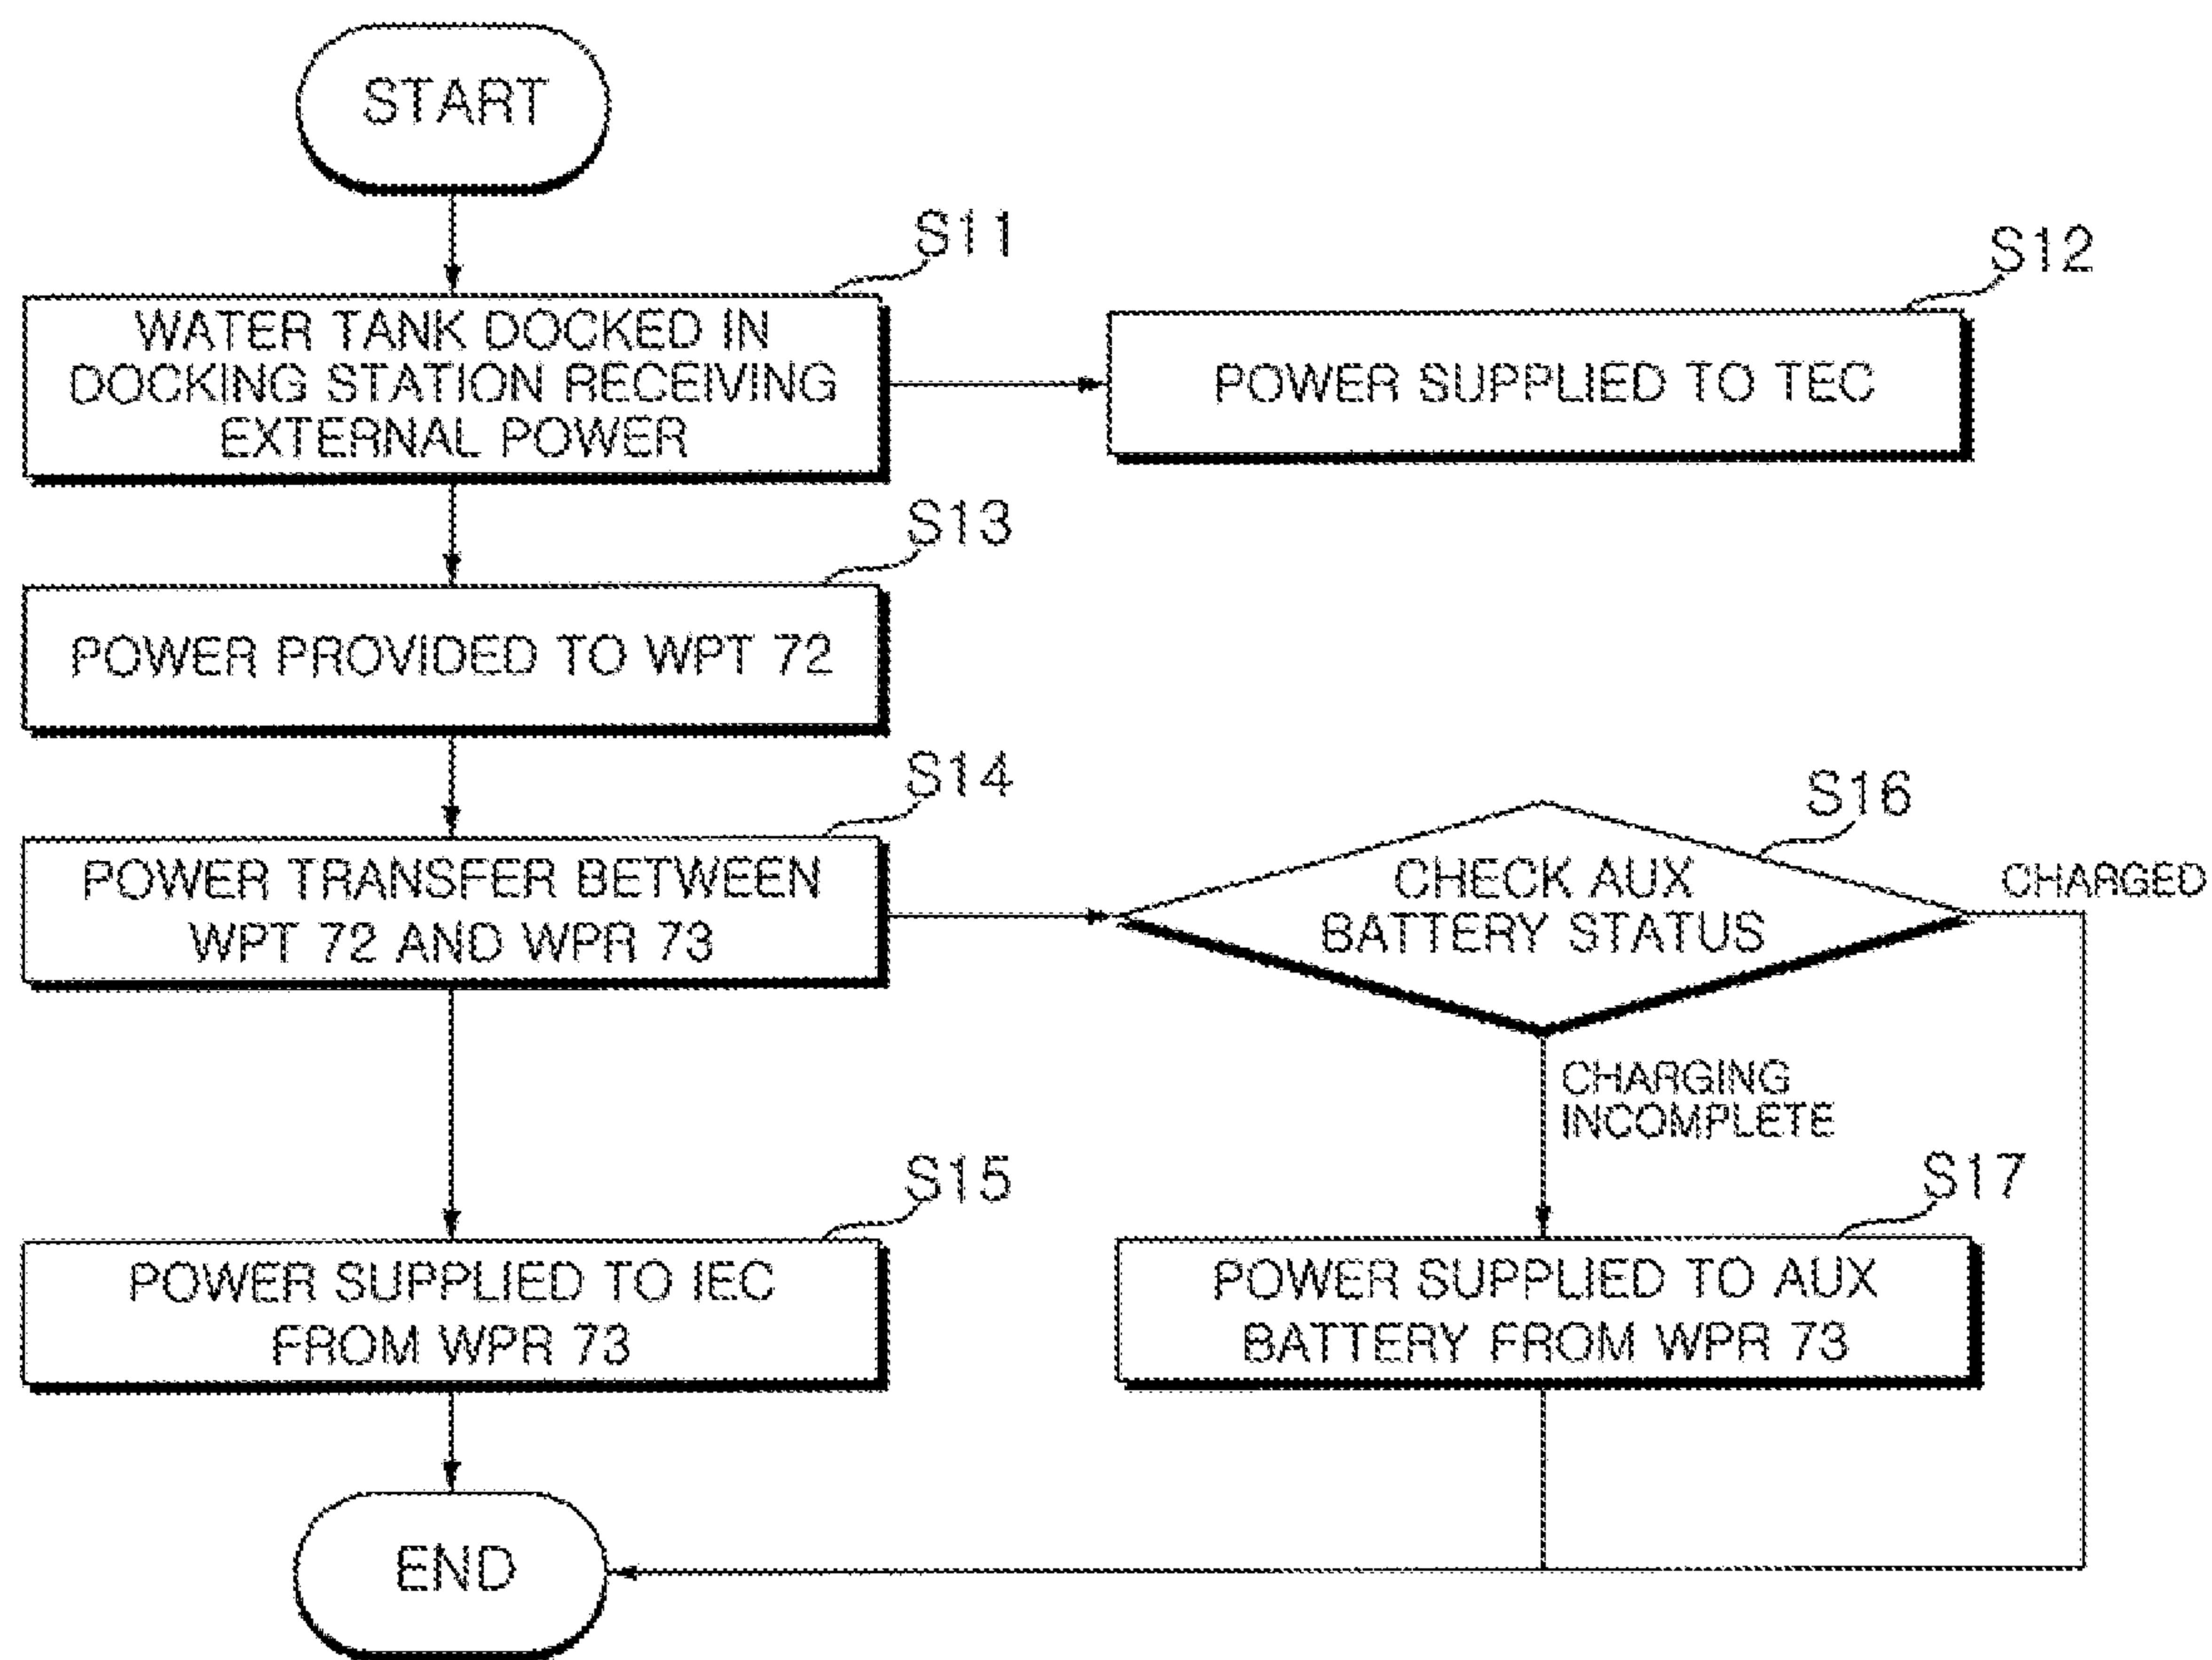 START
S11
WATER TANK DOCKED IN
DOCKING STATION RECEIVING
EXTERNAL POWER
S12
POWER SUPPLIED TO TEC
S13
POWER PROVIDED TO WPT 72
S14
POWER TRANSFER BETWEEN
WPT 72 AND WPR 73
S16
CHECK AUX
BATTERY STATUS
CHARGED
CHARGING
INCOMPLETE
S15
POWER SUPPLIED TO IEC
FROM WPR 73
S17
POWER SUPPLIED TO AUX
BATTERY FROM WPR 73
END